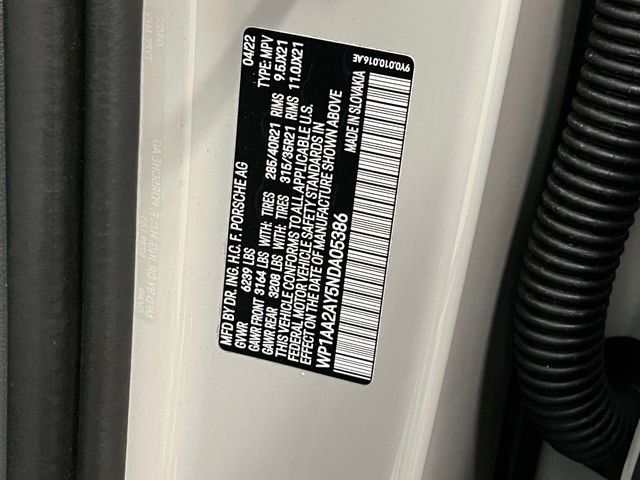 MFD BY DR. ING. H.C. F. PORSCHE AG 04/22
GVWR 6239 LBS TYPE: MPV
GAWR FRONT 3164 LBS WITH: TIRES 285/40R21 RIMS 9.5JX21
GAWR REAR 3208 LBS WITH: TIRES 315/35R21 RIMS 11.0JX21
THIS VEHICLE CONFORMS TO ALL APPLICABLE U.S.
FEDERAL MOTOR VEHICLE SAFETY STANDARDS IN
EFFECT ON THE DATE OF MANUFACTURE SHOWN ABOVE
WP1AA2AY5NDA05386 MADE IN SLOVAKIA
9Y0.010.016.AE